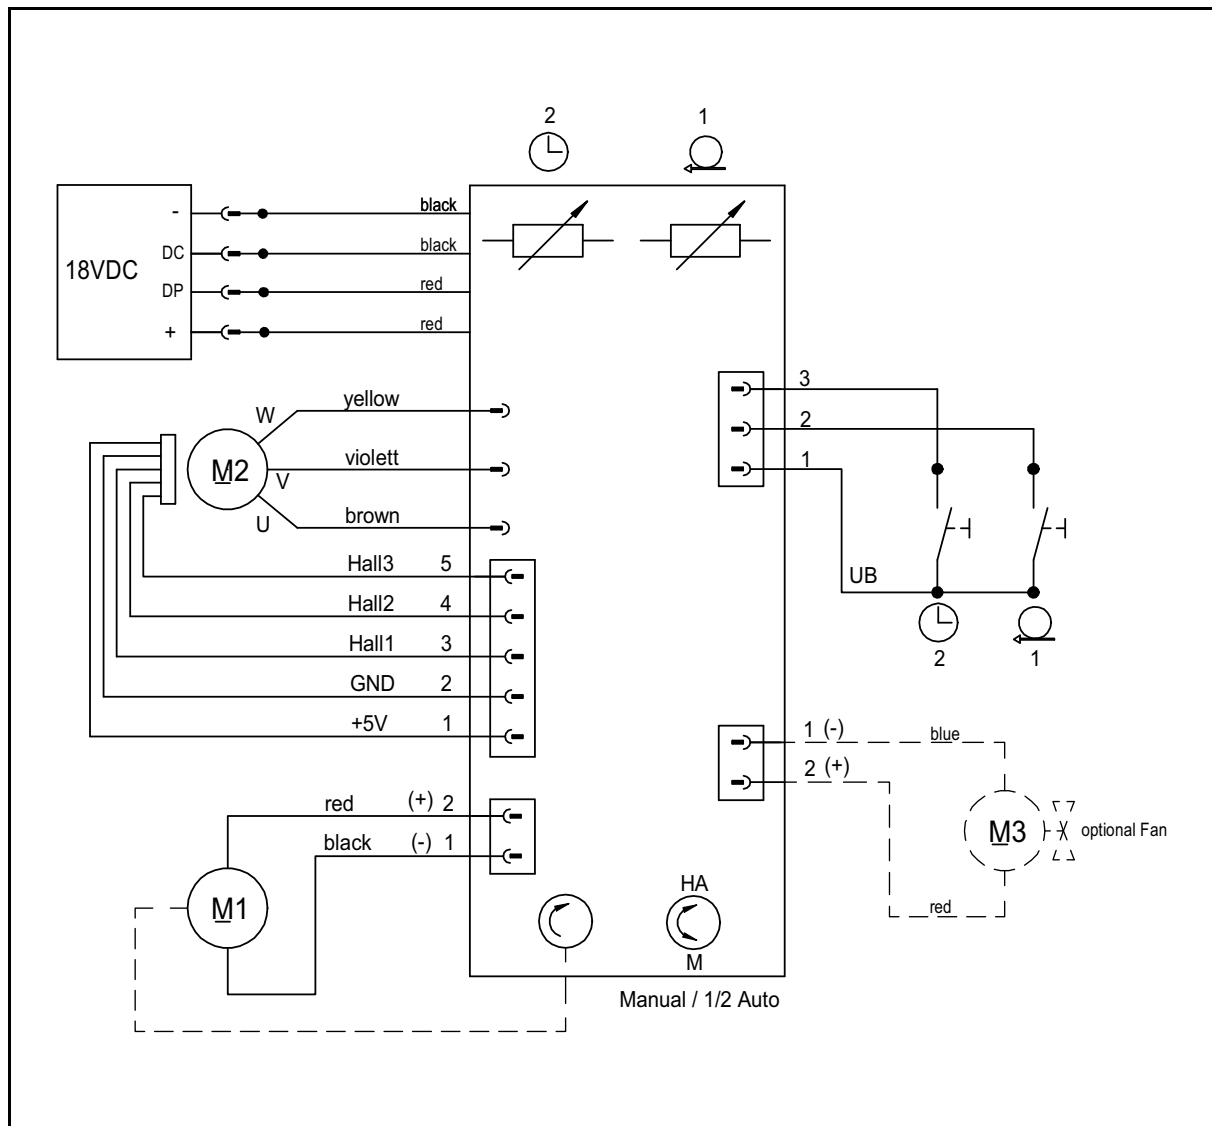 2
1
18VDC
-
DC
DP
+
black
black
red
red
W
yellow
M2
V
violett
U
brown
Hall3 5
Hall2 4
Hall1 3
GND 2
+5V 1
3
2
1
UB
2
1
1 (-)
blue
2 (+)
M3
optional Fan
red
red (+) 2
black (-) 1
M1
HA
M
Manual / 1/2 Auto